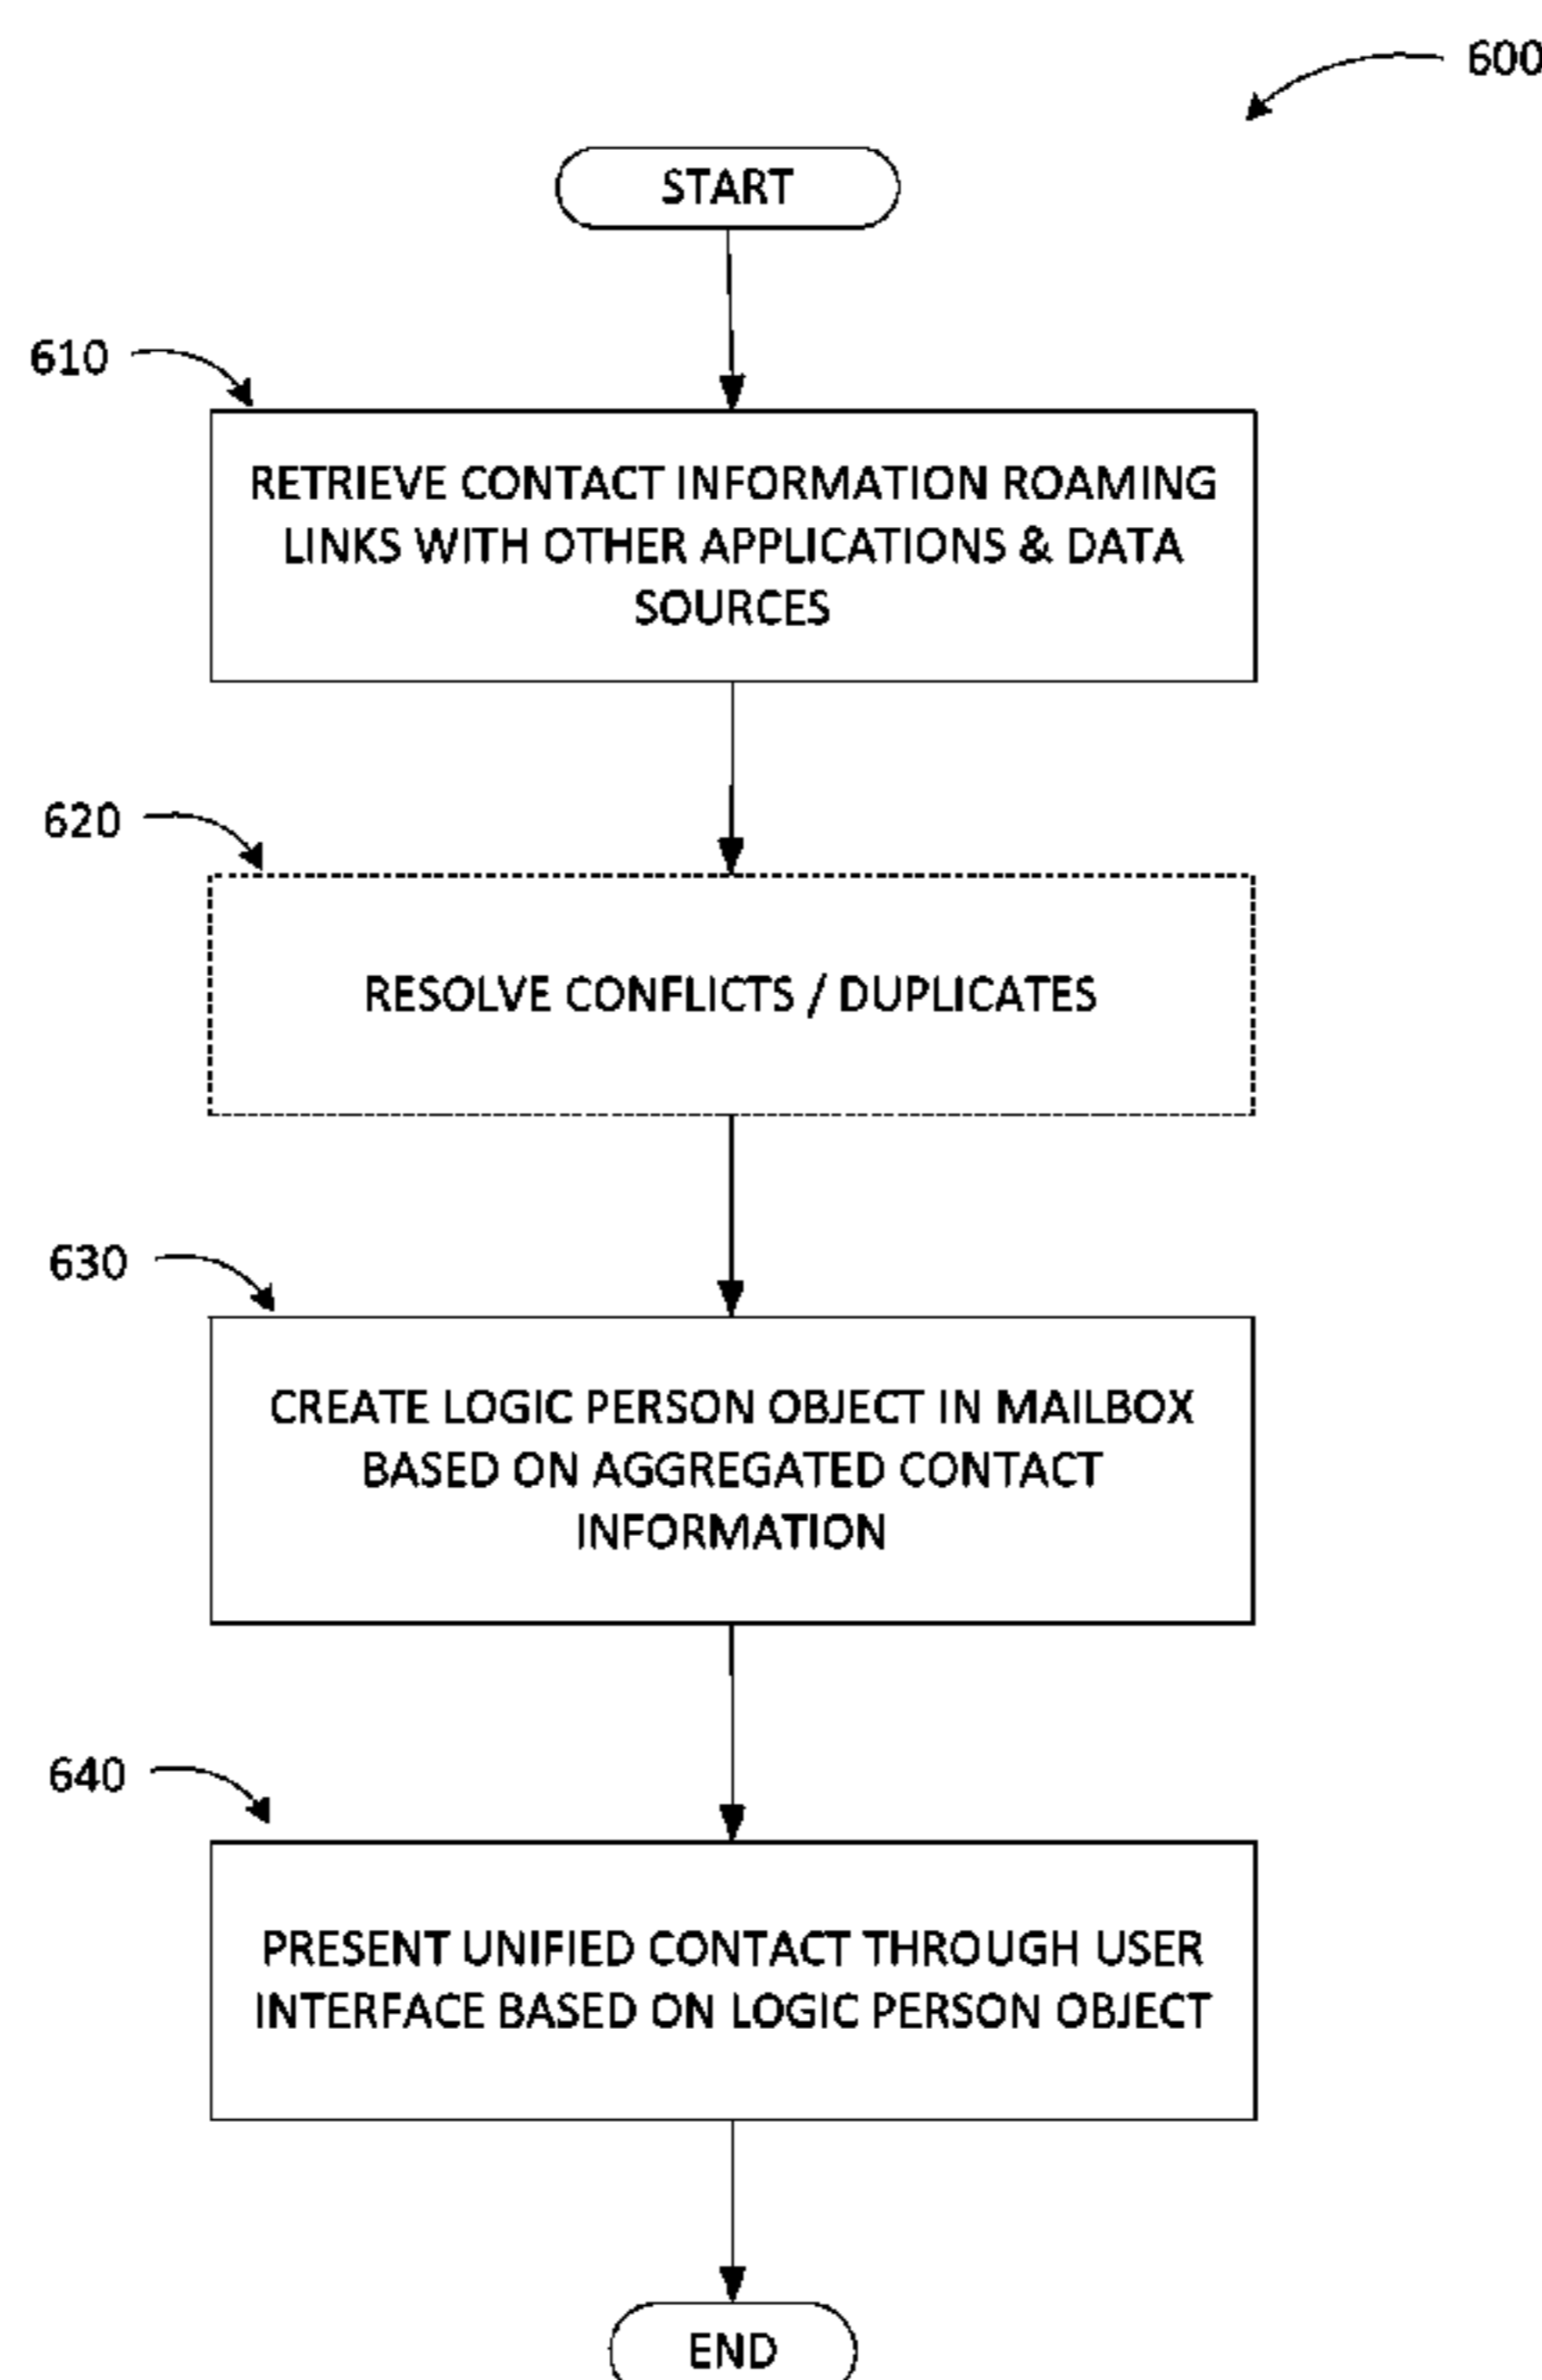 600
START
610
RETRIEVE CONTACT INFORMATION ROAMING
LINKS WITH OTHER APPLICATIONS & DATA
SOURCES
620
RESOLVE CONFLICTS / DUPLICATES
630
CREATE LOGIC PERSON OBJECT IN MAILBOX
BASED ON AGGREGATED CONTACT
INFORMATION
640
PRESENT UNIFIED CONTACT THROUGH USER
INTERFACE BASED ON LOGIC PERSON OBJECT
END